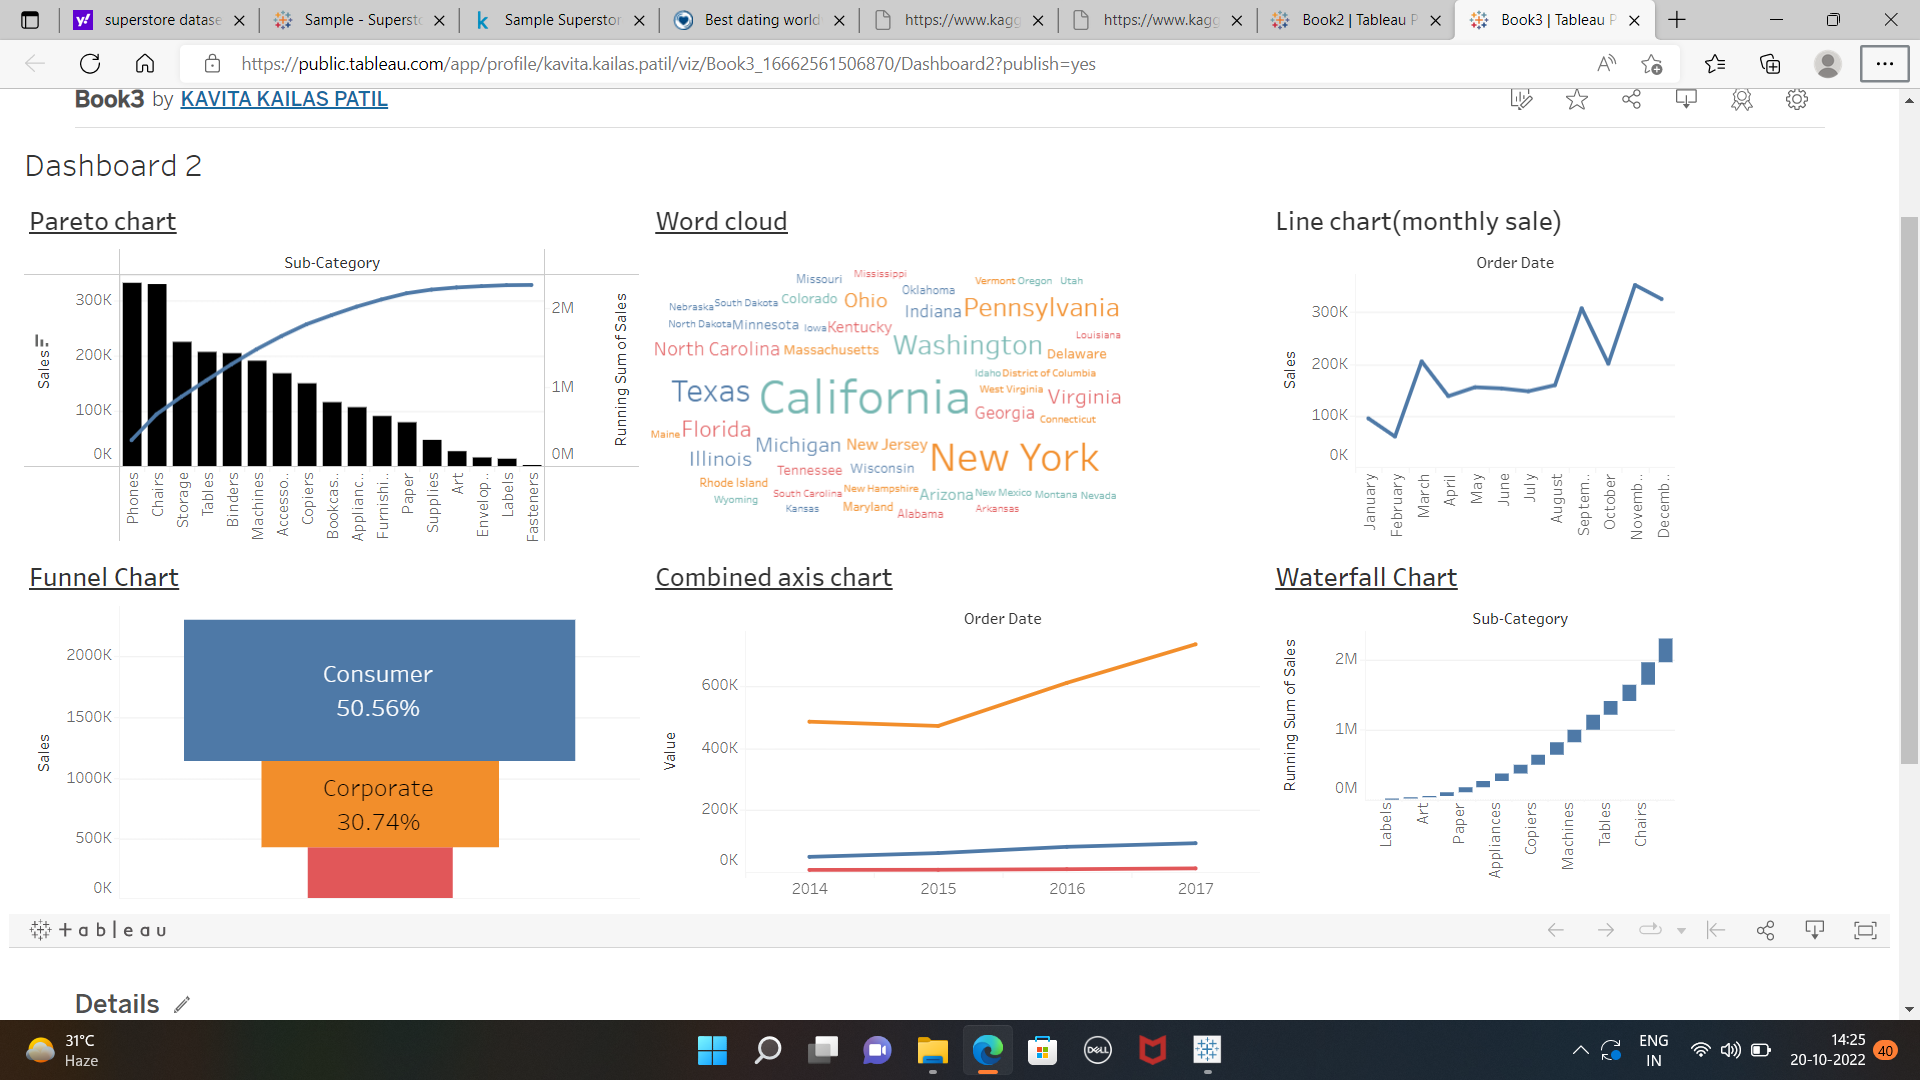 superstore datase
Sample - Supersto
Sample Superstor
Best dating world
https://www.kagg
https://www.kagg
Book2 | Tableau P
Book3 | Tableau P
https://public.tableau.com/app/profile/kavita.kailas.patil/viz/Book3_16662561506870/Dashboard2?publish=yes
Book3 by KAVITA KAILAS PATIL
Dashboard 2
Pareto chart
Sub-Category
Sales
300K
200K
100K
0K
2M
1M
0M
Running Sum of Sales
Phones
Chairs
Storage
Tables
Binders
Machines
Accesso..
Copiers
Bookcas..
Applianc..
Furnishi..
Paper
Supplies
Art
Envelop..
Labels
Fasteners
Word cloud
Missouri Mississippi
Vermont Oregon Utah
Nebraska South Dakota Colorado Ohio Oklahoma
Indiana Pennsylvania
North Dakota Minnesota Iowa Kentucky
Louisiana
North Carolina Massachusetts Washington Delaware
Idaho District of Columbia
Texas California West Virginia Virginia
Georgia Connecticut
Maine Florida
Michigan New Jersey New York
Illinois Tennessee Wisconsin
Rhode Island South Carolina New Hampshire Arizona New Mexico Montana Nevada
Wyoming Kansas Maryland Alabama Arkansas
Line chart(monthly sale)
Order Date
Sales
300K
200K
100K
0K
January
February
March
April
May
June
July
August
Septem..
October
Novemb..
Decemb..
Funnel Chart
Sales
2000K
1500K
1000K
500K
0K
Consumer
50.56%
Corporate
30.74%
Combined axis chart
Order Date
Value
600K
400K
200K
0K
2014
2015
2016
2017
Waterfall Chart
Sub-Category
Running Sum of Sales
2M
1M
0M
Labels
Art
Paper
Appliances
Copiers
Machines
Tables
Chairs
+ a b | e a u
Details
31°C
Haze
DELL
ENG
IN
14:25
20-10-2022
40